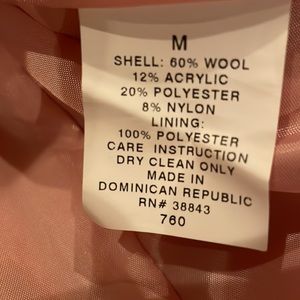 M
SHELL: 60% WOOL
12% ACRYLIC
20% POLYESTER
8% NYLON
LINING:
100% POLYESTER
CARE INSTRUCTION
DRY CLEAN ONLY
MADE IN
DOMINICAN REPUBLIC
RN# 38843
760